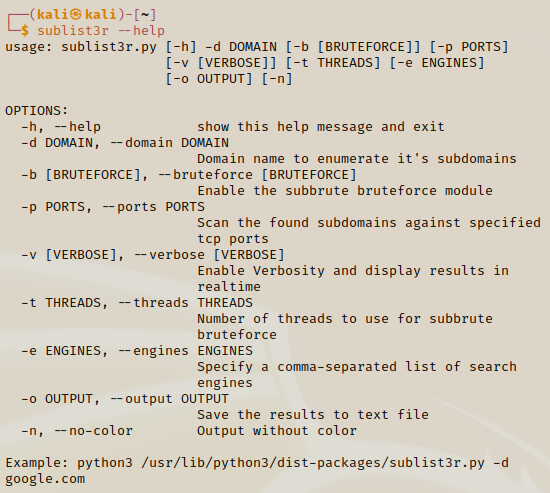 ┌──(kali㉿kali)-[~]
└─$ sublist3r --help
usage: sublist3r.py [-h] -d DOMAIN [-b [BRUTEFORCE]] [-p PORTS]
                    [-v [VERBOSE]] [-t THREADS] [-e ENGINES]
                    [-o OUTPUT] [-n]

OPTIONS:
  -h, --help            show this help message and exit
  -d DOMAIN, --domain DOMAIN
                        Domain name to enumerate it's subdomains
  -b [BRUTEFORCE], --bruteforce [BRUTEFORCE]
                        Enable the subbrute bruteforce module
  -p PORTS, --ports PORTS
                        Scan the found subdomains against specified
                        tcp ports
  -v [VERBOSE], --verbose [VERBOSE]
                        Enable Verbosity and display results in
                        realtime
  -t THREADS, --threads THREADS
                        Number of threads to use for subbrute
                        bruteforce
  -e ENGINES, --engines ENGINES
                        Specify a comma-separated list of search
                        engines
  -o OUTPUT, --output OUTPUT
                        Save the results to text file
  -n, --no-color        Output without color

Example: python3 /usr/lib/python3/dist-packages/sublist3r.py -d
google.com